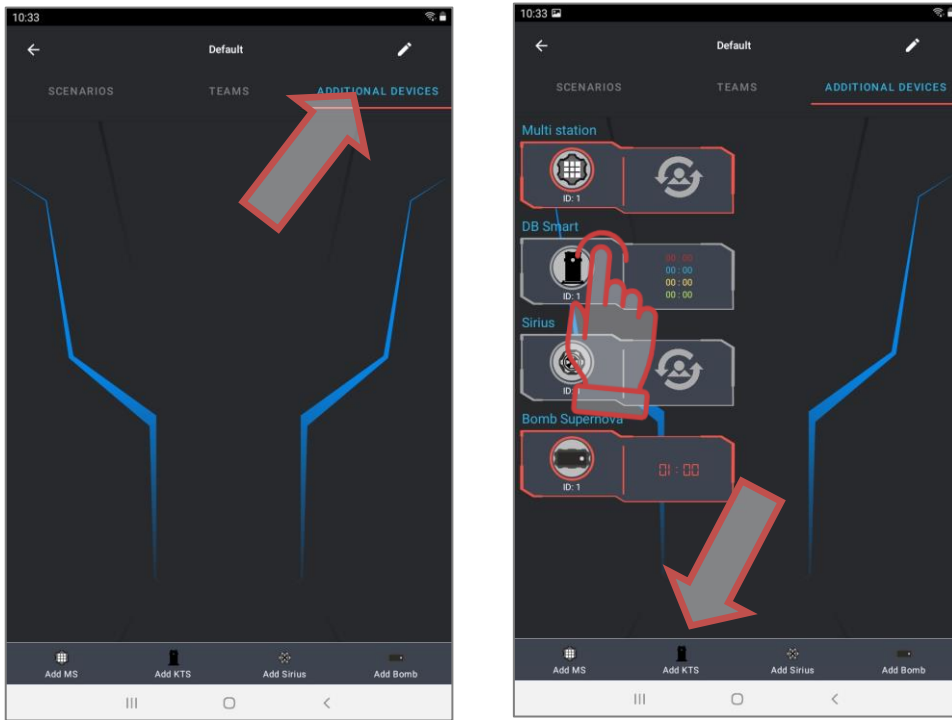 10:33
Default
SCENARIOS TEAMS ADDITIONAL DEVICES
Add MS Add KTS Add Sirius Add Bomb
10:33
Default
SCENARIOS TEAMS ADDITIONAL DEVICES
Multi station
ID: 1
DB Smart
00:00
00:00
00:00
00:00
ID: 1
Sirius
Bomb Supernova
01:00
ID: 1
Add MS Add KTS Add Sirius Add Bomb